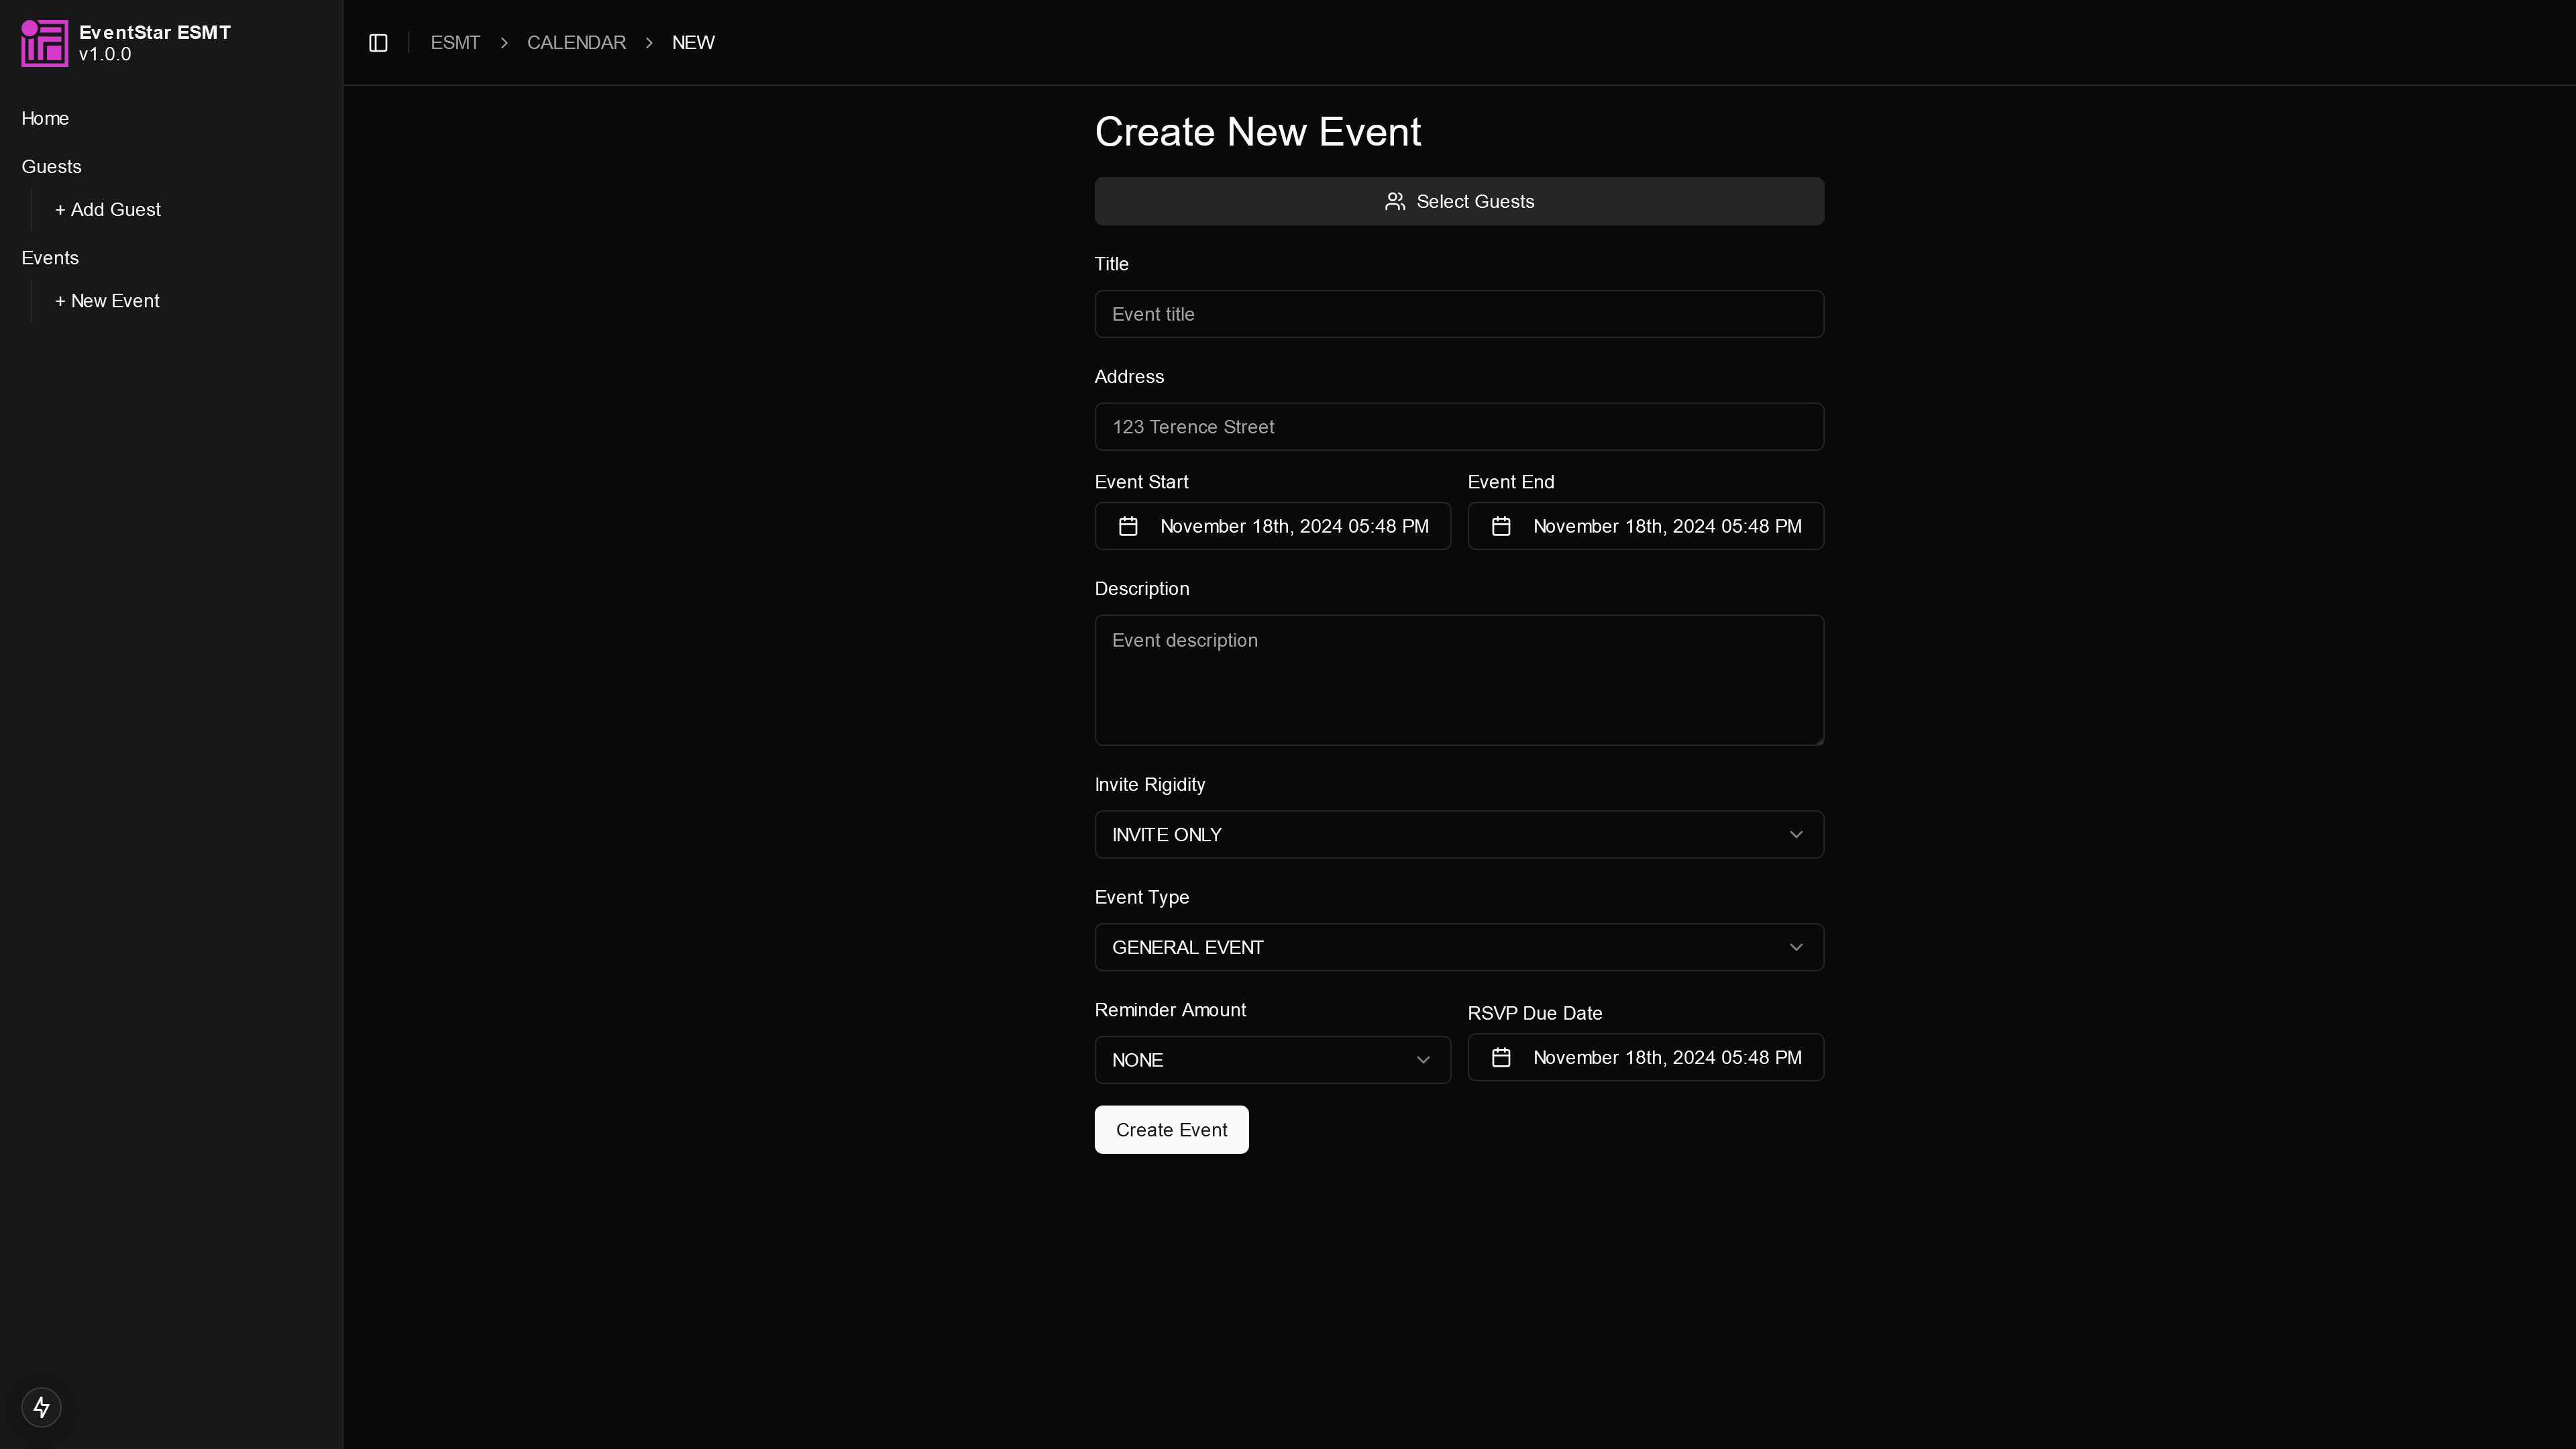 EventStar ESMT
v1.0.0
Home
Guests
+ Add Guest
Events
+ New Event
ESMT > CALENDAR > NEW
Create New Event
Select Guests
Title
Event title
Address
123 Terence Street
Event Start Event End
November 18th, 2024 05:48 PM November 18th, 2024 05:48 PM
Description
Event description
Invite Rigidity
INVITE ONLY
Event Type
GENERAL EVENT
Reminder Amount RSVP Due Date
NONE November 18th, 2024 05:48 PM
Create Event